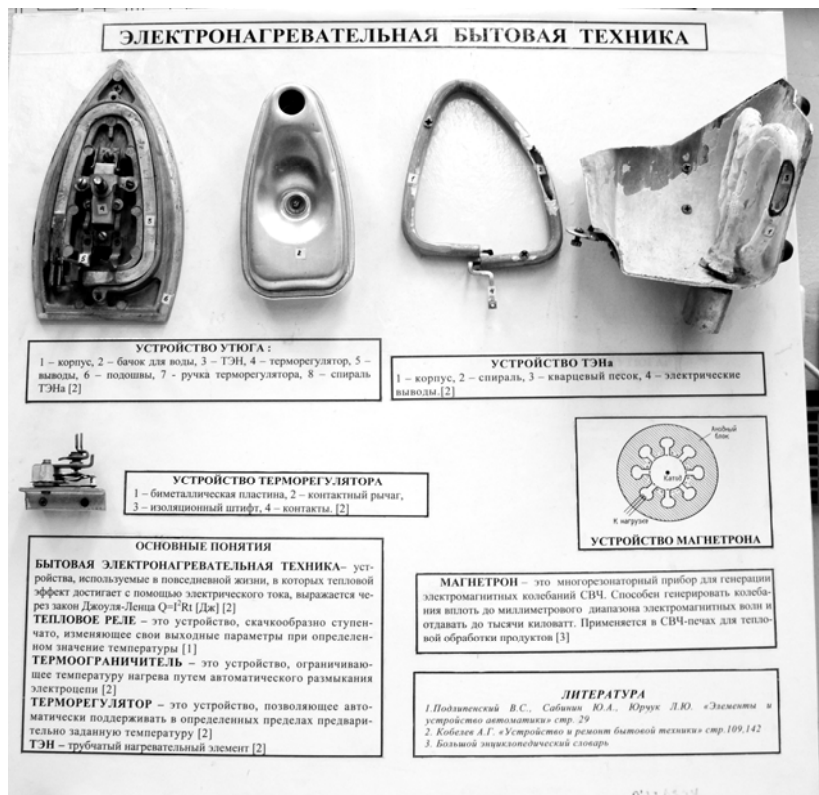 ЭЛЕКТРОНАГРЕВАТЕЛЬНАЯ БЫТОВАЯ ТЕХНИКА
УСТРОЙСТВО УТЮГА :
1 – корпус, 2 – бачок для воды, 3 – ТЭН, 4 – терморегулятор, 5 –
выводы, 6 – подошвы, 7 - ручка терморегулятора, 8 – спираль
ТЭНа [2]
УСТРОЙСТВО ТЭНа
1 – корпус, 2 – спираль, 3 – кварцевый песок, 4 – электрические
выводы.[2]
УСТРОЙСТВО ТЕРМОРЕГУЛЯТОРА
1 – биметаллическая пластина, 2 – контактный рычаг,
3 – изоляционный штифт, 4 – контакты. [2]
Анодный
блок
Катод
К нагрузке
УСТРОЙСТВО МАГНЕТРОНА
ОСНОВНЫЕ ПОНЯТИЯ
БЫТОВАЯ ЭЛЕКТРОНАГРЕВАТЕЛЬНАЯ ТЕХНИКА– уст-
ройства, используемые в повседневной жизни, в которых тепловой
эффект достигает с помощью электрического тока, выражается че-
рез закон Джоуля-Ленца Q=I²Rt [Дж] [2]
ТЕПЛОВОЕ РЕЛЕ – это устройство, скачкообразно ступен-
чато, изменяющее свои выходные параметры при определен-
ном значение температуры [1]
ТЕРМООГРАНИЧИТЕЛЬ – это устройство, ограничиваю-
щее температуру нагрева путем автоматического размыкания
электроцепи [2]
ТЕРМОРЕГУЛЯТОР – это устройство, позволяющее авто-
матически поддерживать в определенных пределах предвари-
тельно заданную температуру [2]
ТЭН – трубчатый нагревательный элемент [2]
МАГНЕТРОН – это многорезонаторный прибор для генерации
электромагнитных колебаний СВЧ. Способен генерировать колеба-
ния вплоть до миллиметрового диапазона электромагнитных волн и
отдавать до тысячи киловатт. Применяется в СВЧ-печах для тепло-
вой обработки продуктов [3]
ЛИТЕРАТУРА
1.Подлипенский В.С., Сабинин Ю.А., Юрчук Л.Ю. «Элементы и
устройство автоматики» стр. 29
2. Кобелев А.Г. «Устройство и ремонт бытовой техники» стр.109,142
3. Большой энциклопедический словарь